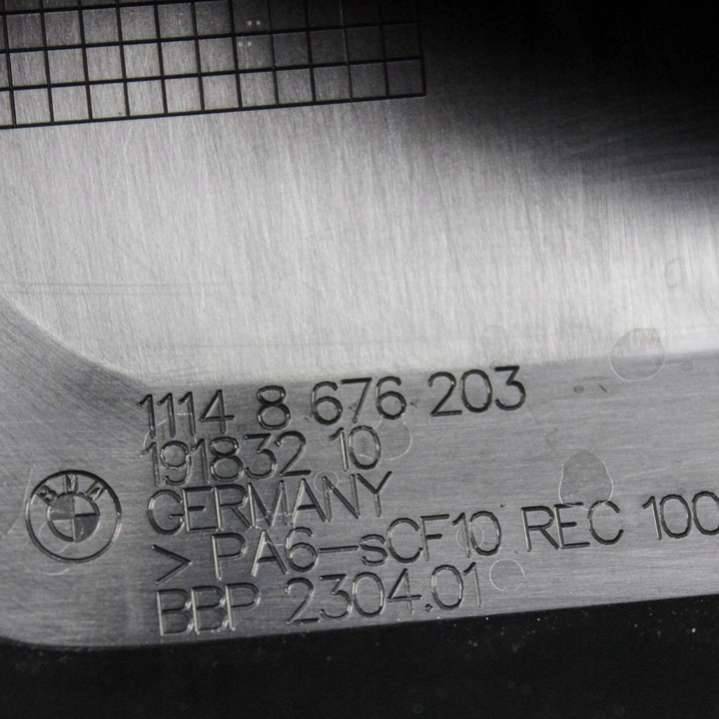 1114 8 676 203
191832 10
GERMANY
> PA6-sCF10 REC 100
BBP 2304.01